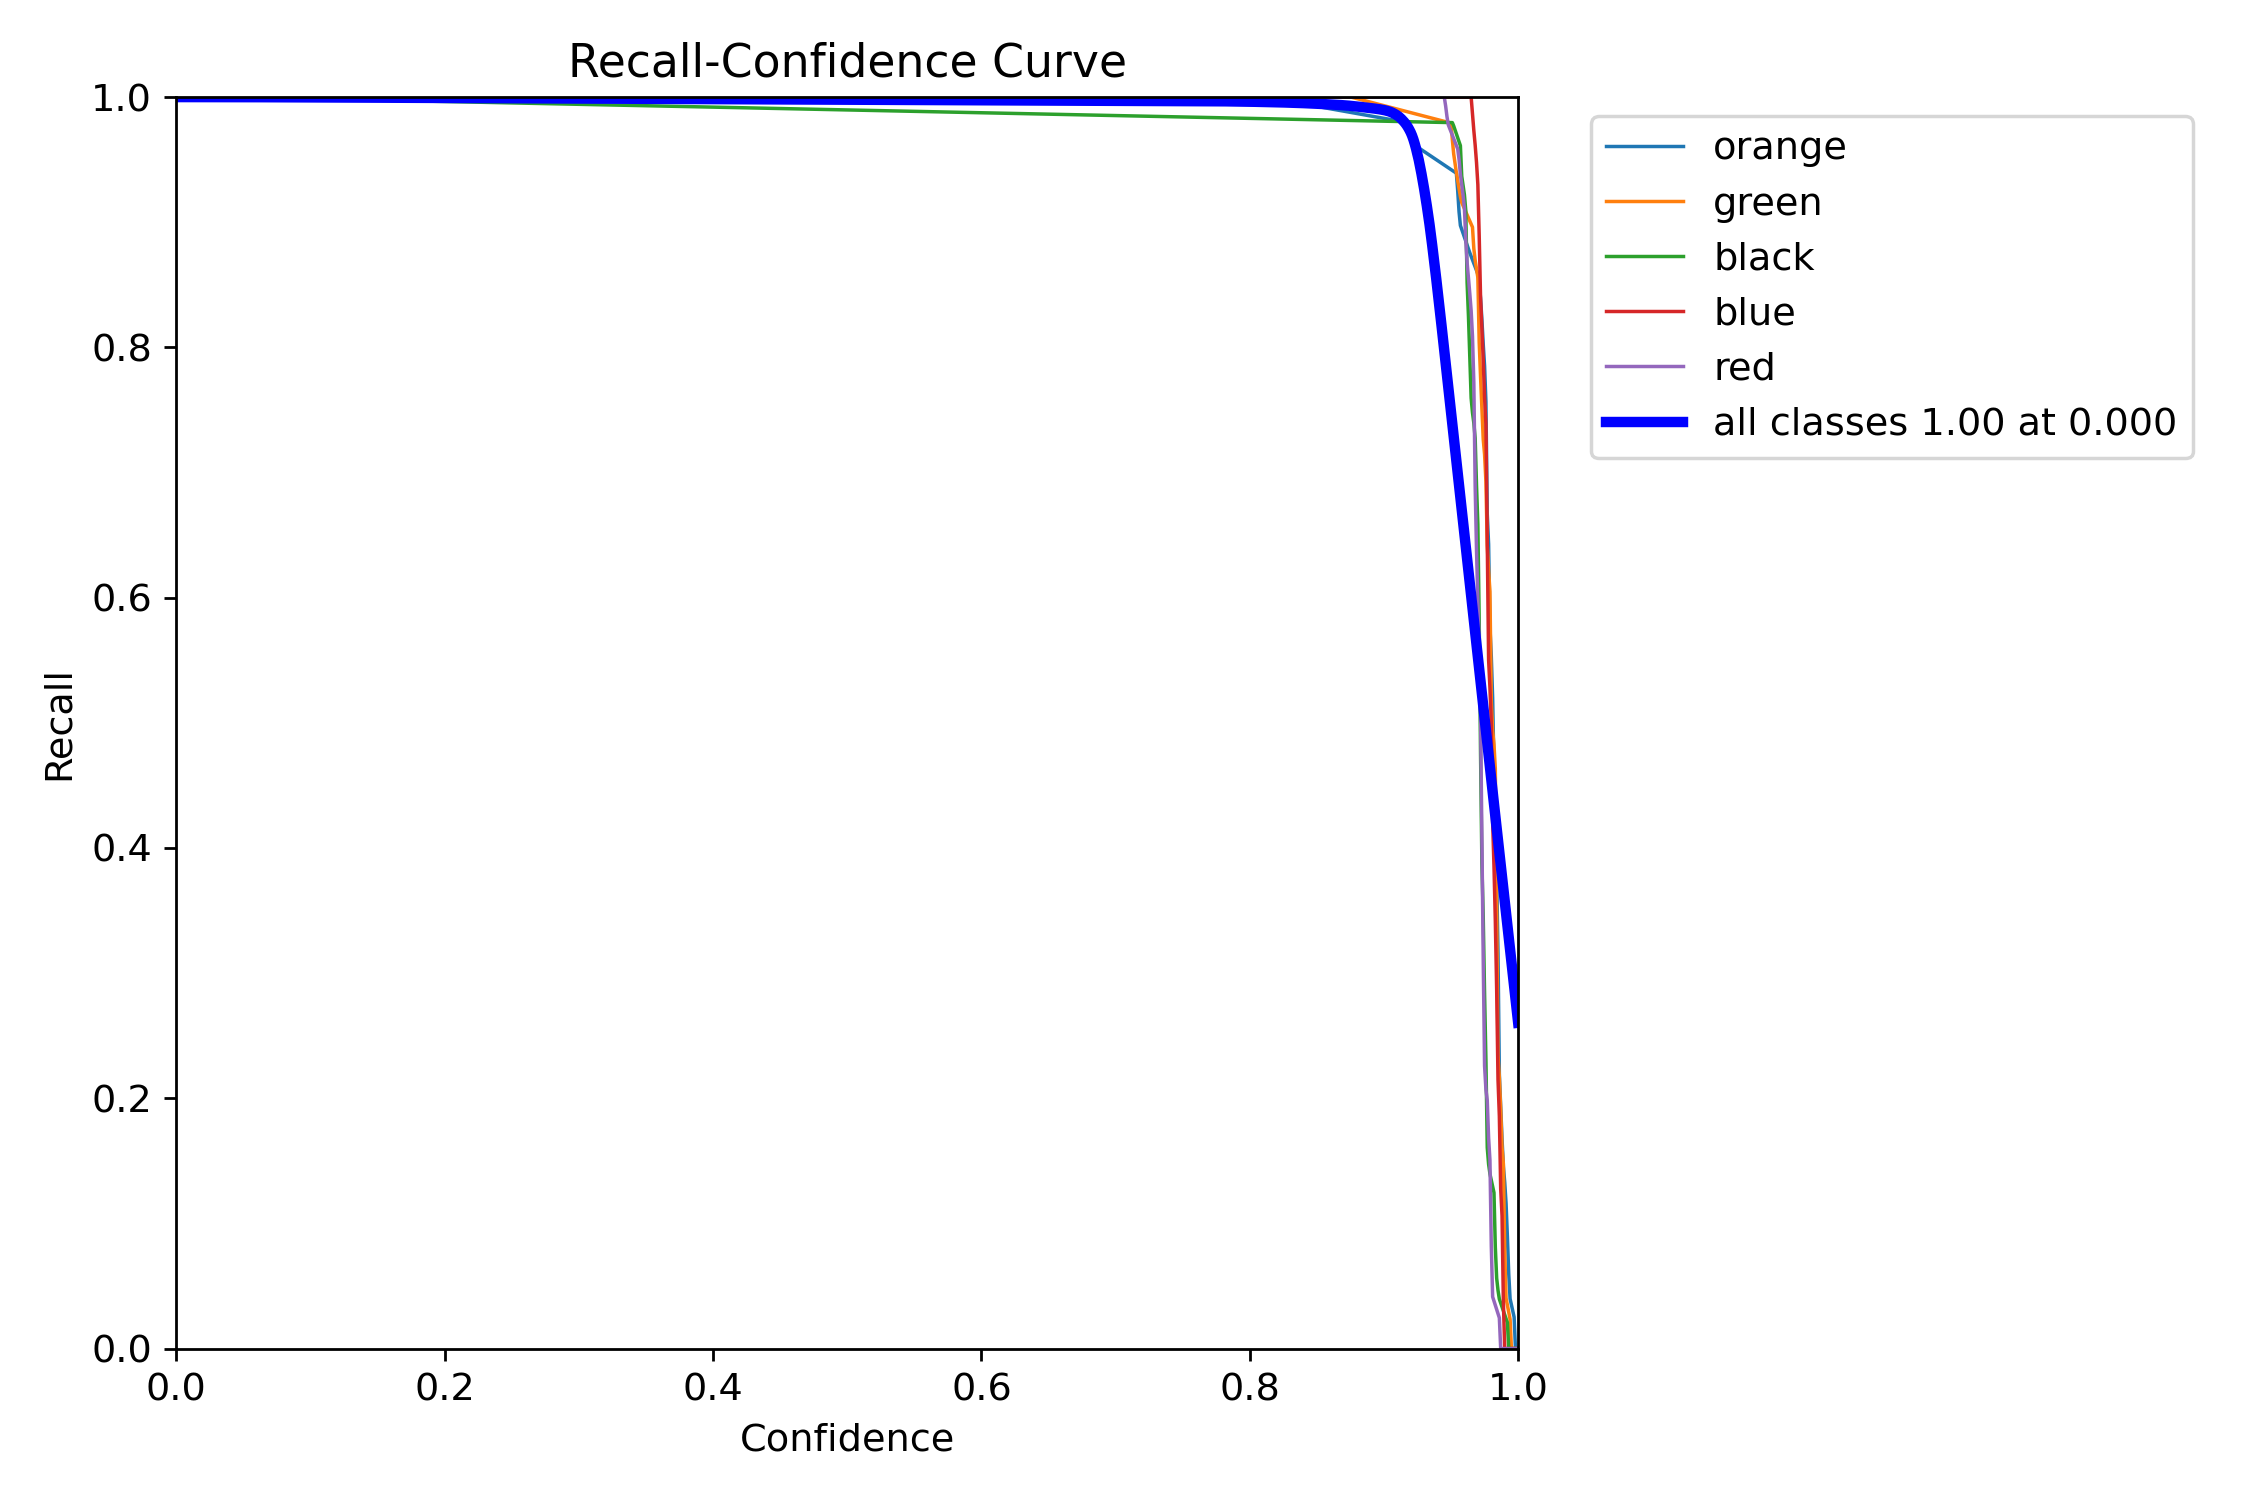 Recall-Confidence Curve
1.0
0.8
0.6
0.4
0.2
0.0
Recall
0.0 0.2 0.4 0.6 0.8 1.0
Confidence
orange
green
black
blue
red
all classes 1.00 at 0.000